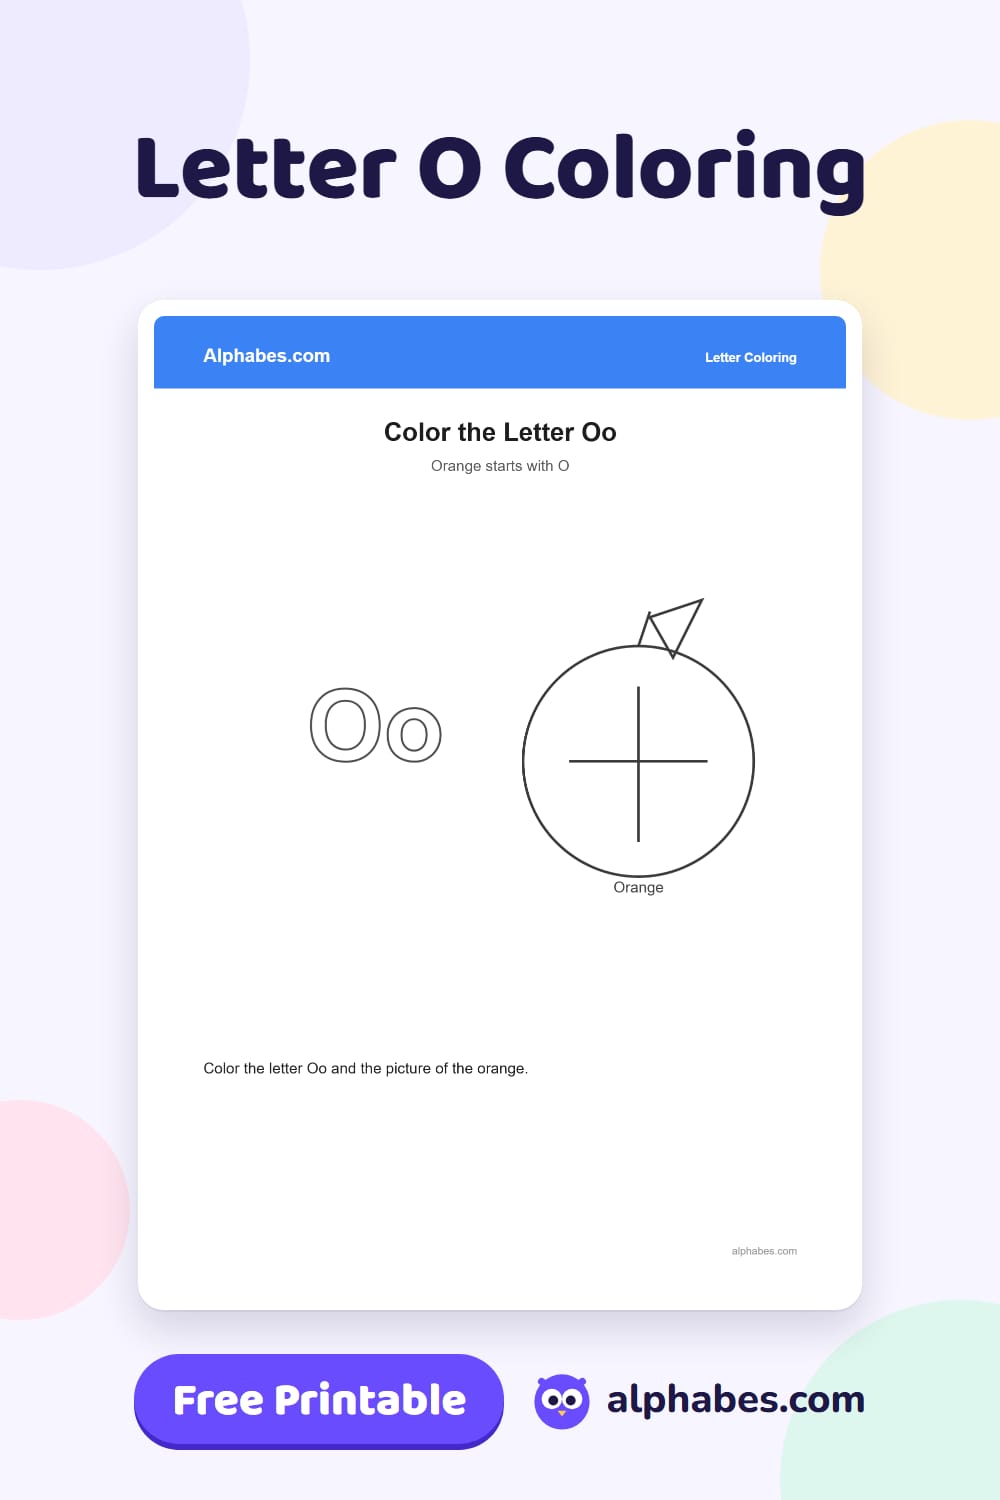 Letter O Coloring
Alphabes.com
Letter Coloring
Color the Letter Oo
Orange starts with O
Oo
Orange
Color the letter Oo and the picture of the orange.
alphabes.com
Free Printable
alphabes.com